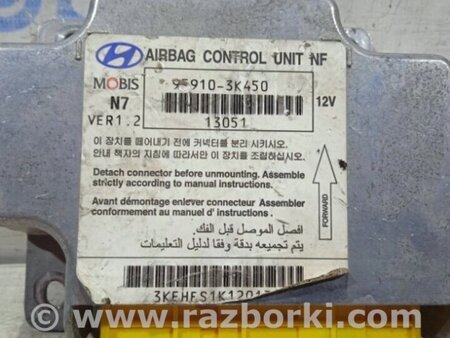 AIRBAG CONTROL UNIT NF
MOBIS
95910-3K450
N7
12V
VER1.2
13051
이 장치를 떼어내기 전에 커넥터를 분리 시키시오.
안내 책자의 지침에 따라서만 이 장치를 조립하십시오.
Detach connector before unmounting. Assemble
strictly according to manual instructions.
Avant démontage enlever connecteur Assembler
conformement au manuel d' instructions.
FORWARD
افصل الموصل قبل الفك.
يتم تجميعه بدقة وفقا لدليل التعليمات
3KEHFS1K1201
© www.razborki.com